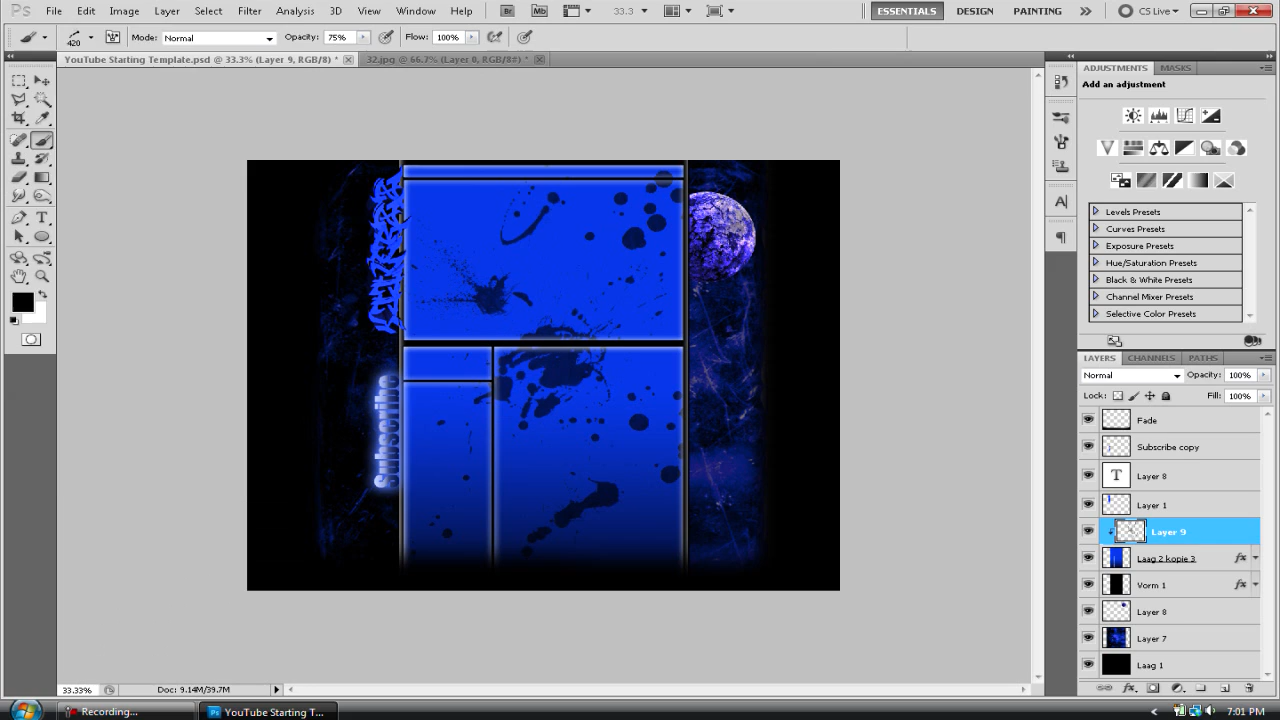 Ps File Edit Image Layer Select Filter Analysis 3D View Window Help Br Mb 33.3 ESSENTIALS DESIGN PAINTING CS Live
420 Mode: Normal Opacity: 75% Flow: 100%
YouTube Starting Template.psd @ 33.3% (Layer 9, RGB/8) * 32.jpg @ 66.7% (Layer 0, RGB/8#) *
ADJUSTMENTS MASKS
Add an adjustment
Levels Presets
Curves Presets
Exposure Presets
Hue/Saturation Presets
Black & White Presets
Channel Mixer Presets
Selective Color Presets
Subscribe
LAYERS CHANNELS PATHS
Normal Opacity: 100%
Lock: Fill: 100%
Fade
Subscribe copy
T Layer 8
Layer 1
Layer 9
Laag 2 kopie 3 fx
Vorm 1 fx
Layer 8
Layer 7
Laag 1
33.33% Doc: 9.14M/39.7M
Recording... Ps YouTube Starting T... 7:01 PM